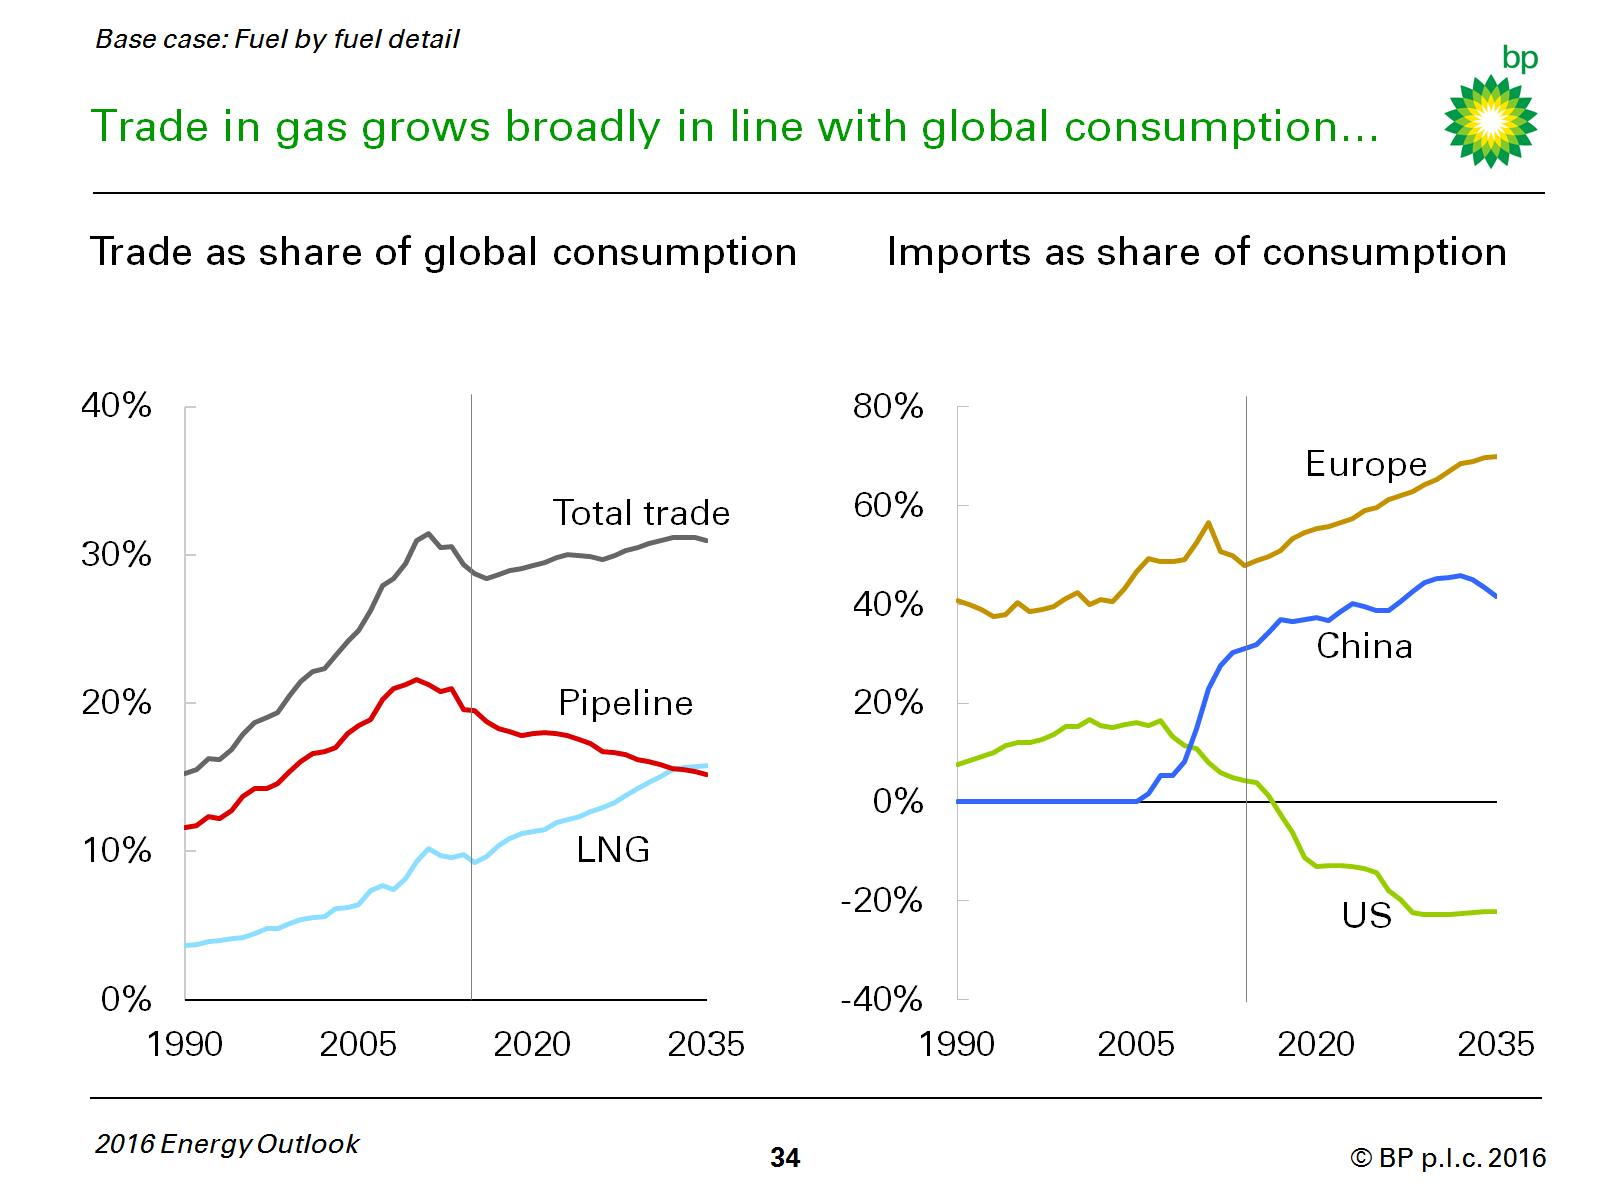 Base case: Fuel by fuel detail
bp
Trade in gas grows broadly in line with global consumption…
Trade as share of global consumption
40%
30%
20%
10%
0%
Total trade
Pipeline
LNG
1990 2005 2020 2035
Imports as share of consumption
80%
60%
40%
20%
0%
-20%
-40%
Europe
China
US
1990 2005 2020 2035
2016 Energy Outlook
34
© BP p.l.c. 2016